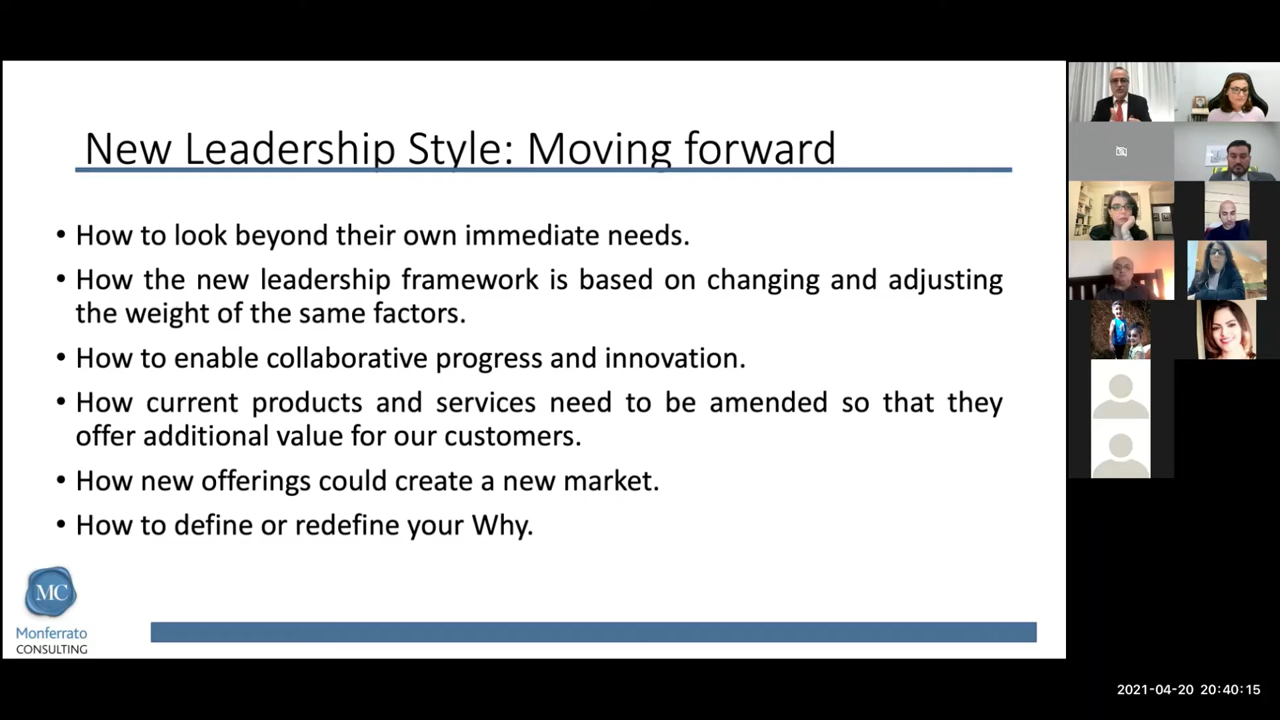 New Leadership Style: Moving forward
• How to look beyond their own immediate needs.
• How the new leadership framework is based on changing and adjusting
the weight of the same factors.
• How to enable collaborative progress and innovation.
• How current products and services need to be amended so that they
offer additional value for our customers.
• How new offerings could create a new market.
• How to define or redefine your Why.
MC
Monferrato
CONSULTING
2021-04-20 20:40:15